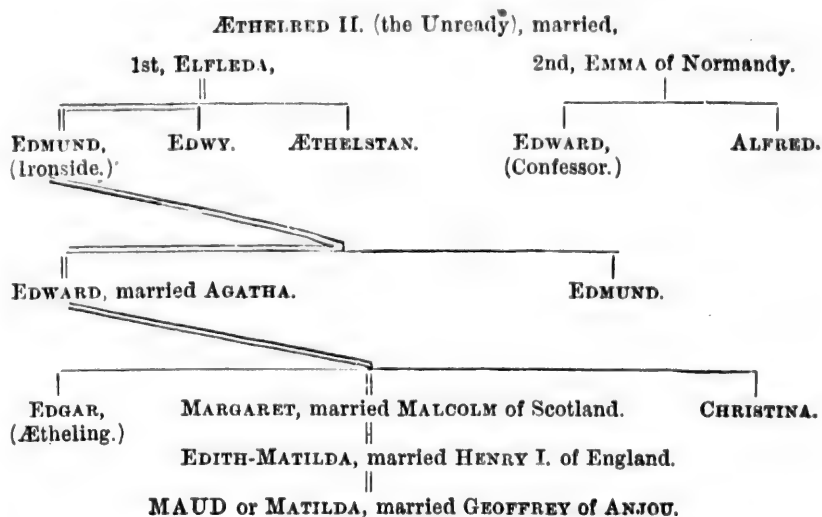 ÆTHELRED II. (the Unready), married,
1st, ELFLEDA, 2nd, EMMA of Normandy.
EDMUND, EDWY. ÆTHELSTAN. EDWARD, ALFRED.
(Ironside.) (Confessor.)
EDWARD, married AGATHA. EDMUND.
EDGAR, MARGARET, married MALCOLM of Scotland. CHRISTINA.
(Ætheling.)
EDITH-MATILDA, married HENRY I. of England.
MAUD or MATILDA, married GEOFFREY of ANJOU.